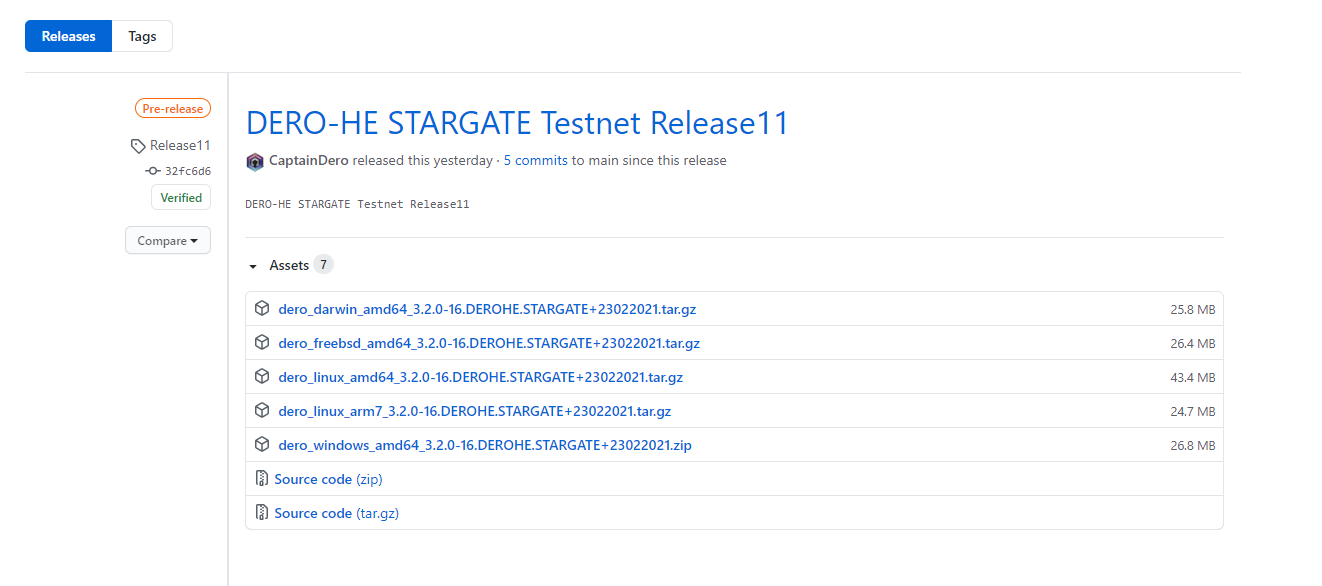 Releases Tags
Pre-release
Release11
32fc6d6
Verified
Compare
DERO-HE STARGATE Testnet Release11
CaptainDero released this yesterday · 5 commits to main since this release
DERO-HE STARGATE Testnet Release11
Assets 7
dero_darwin_amd64_3.2.0-16.DEROHE.STARGATE+23022021.tar.gz 25.8 MB
dero_freebsd_amd64_3.2.0-16.DEROHE.STARGATE+23022021.tar.gz 26.4 MB
dero_linux_amd64_3.2.0-16.DEROHE.STARGATE+23022021.tar.gz 43.4 MB
dero_linux_arm7_3.2.0-16.DEROHE.STARGATE+23022021.tar.gz 24.7 MB
dero_windows_amd64_3.2.0-16.DEROHE.STARGATE+23022021.zip 26.8 MB
Source code (zip)
Source code (tar.gz)